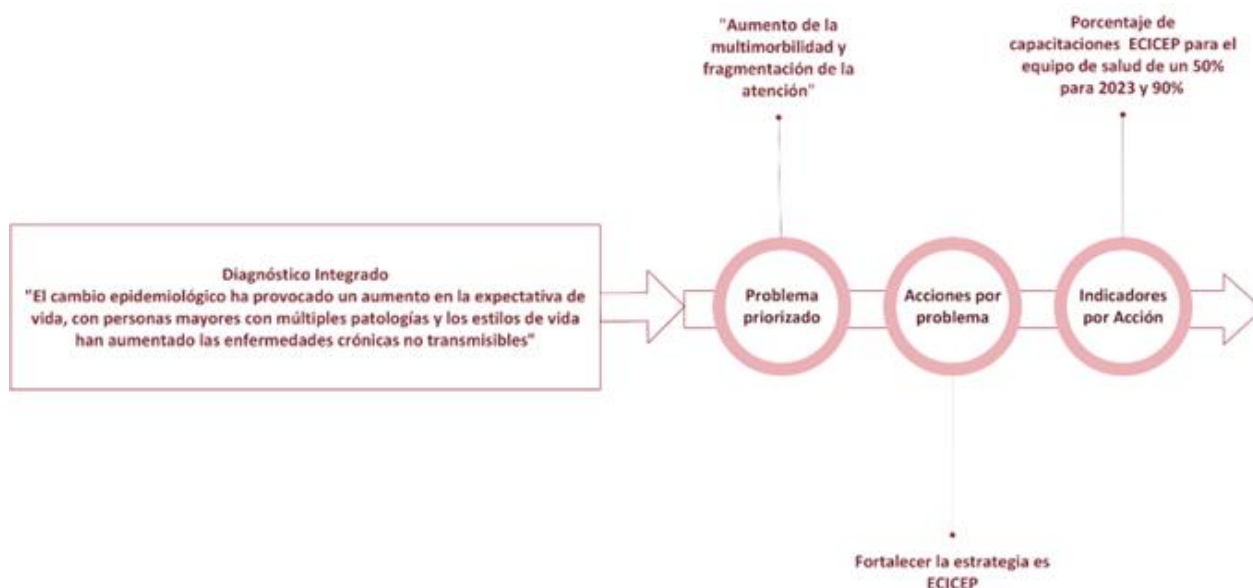 "Aumento de la
multimorbilidad y
fragmentación de la
atención"
Porcentaje de
capacitaciones ECICEP para el
equipo de salud de un 50%
para 2023 y 90%
Diagnóstico Integrado
"El cambio epidemiológico ha provocado un aumento en la expectativa de
vida, con personas mayores con múltiples patologías y los estilos de vida
han aumentado las enfermedades crónicas no transmisibles"
Problema
priorizado
Acciones por
problema
Indicadores
por Acción
Fortalecer la estrategia es
ECICEP